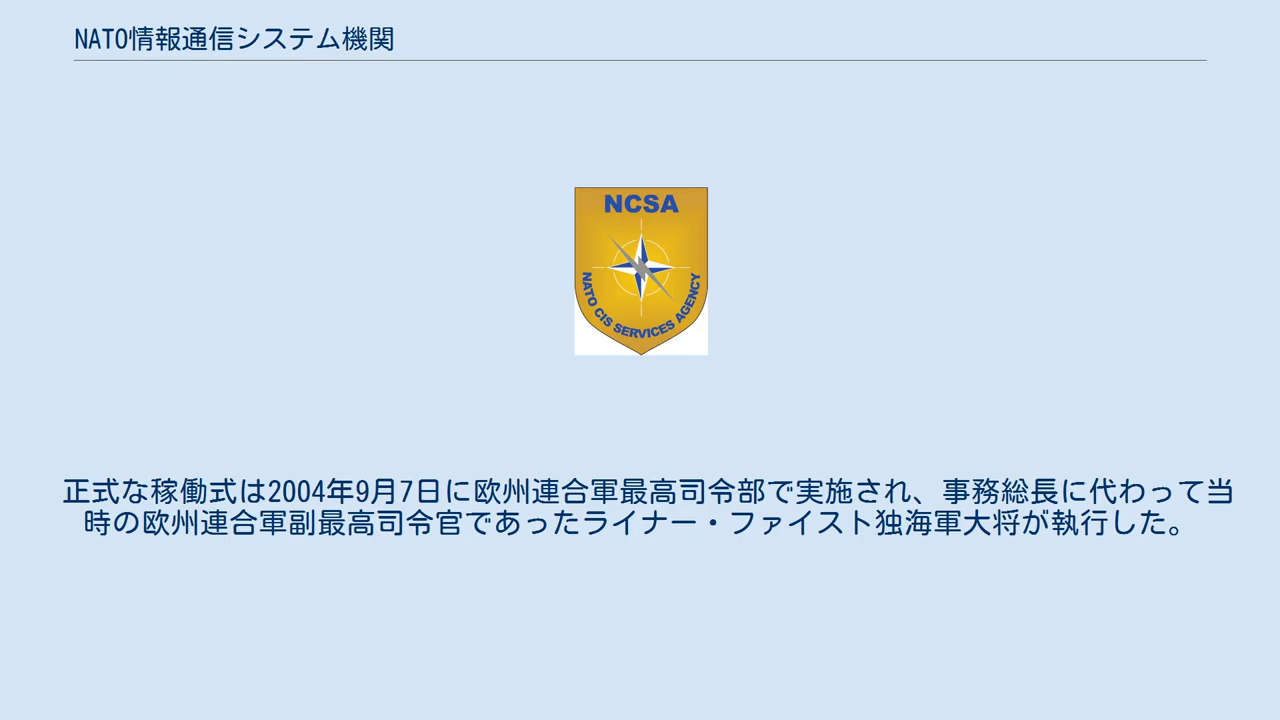 NATO情報通信システム機関
NCSA
NATO CIS SERVICES AGENCY
正式な稼働式は2004年9月7日に欧州連合軍最高司令部で実施され、事務総長に代わって当
時の欧州連合軍副最高司令官であったライナー・ファイスト独海軍大将が執行した。